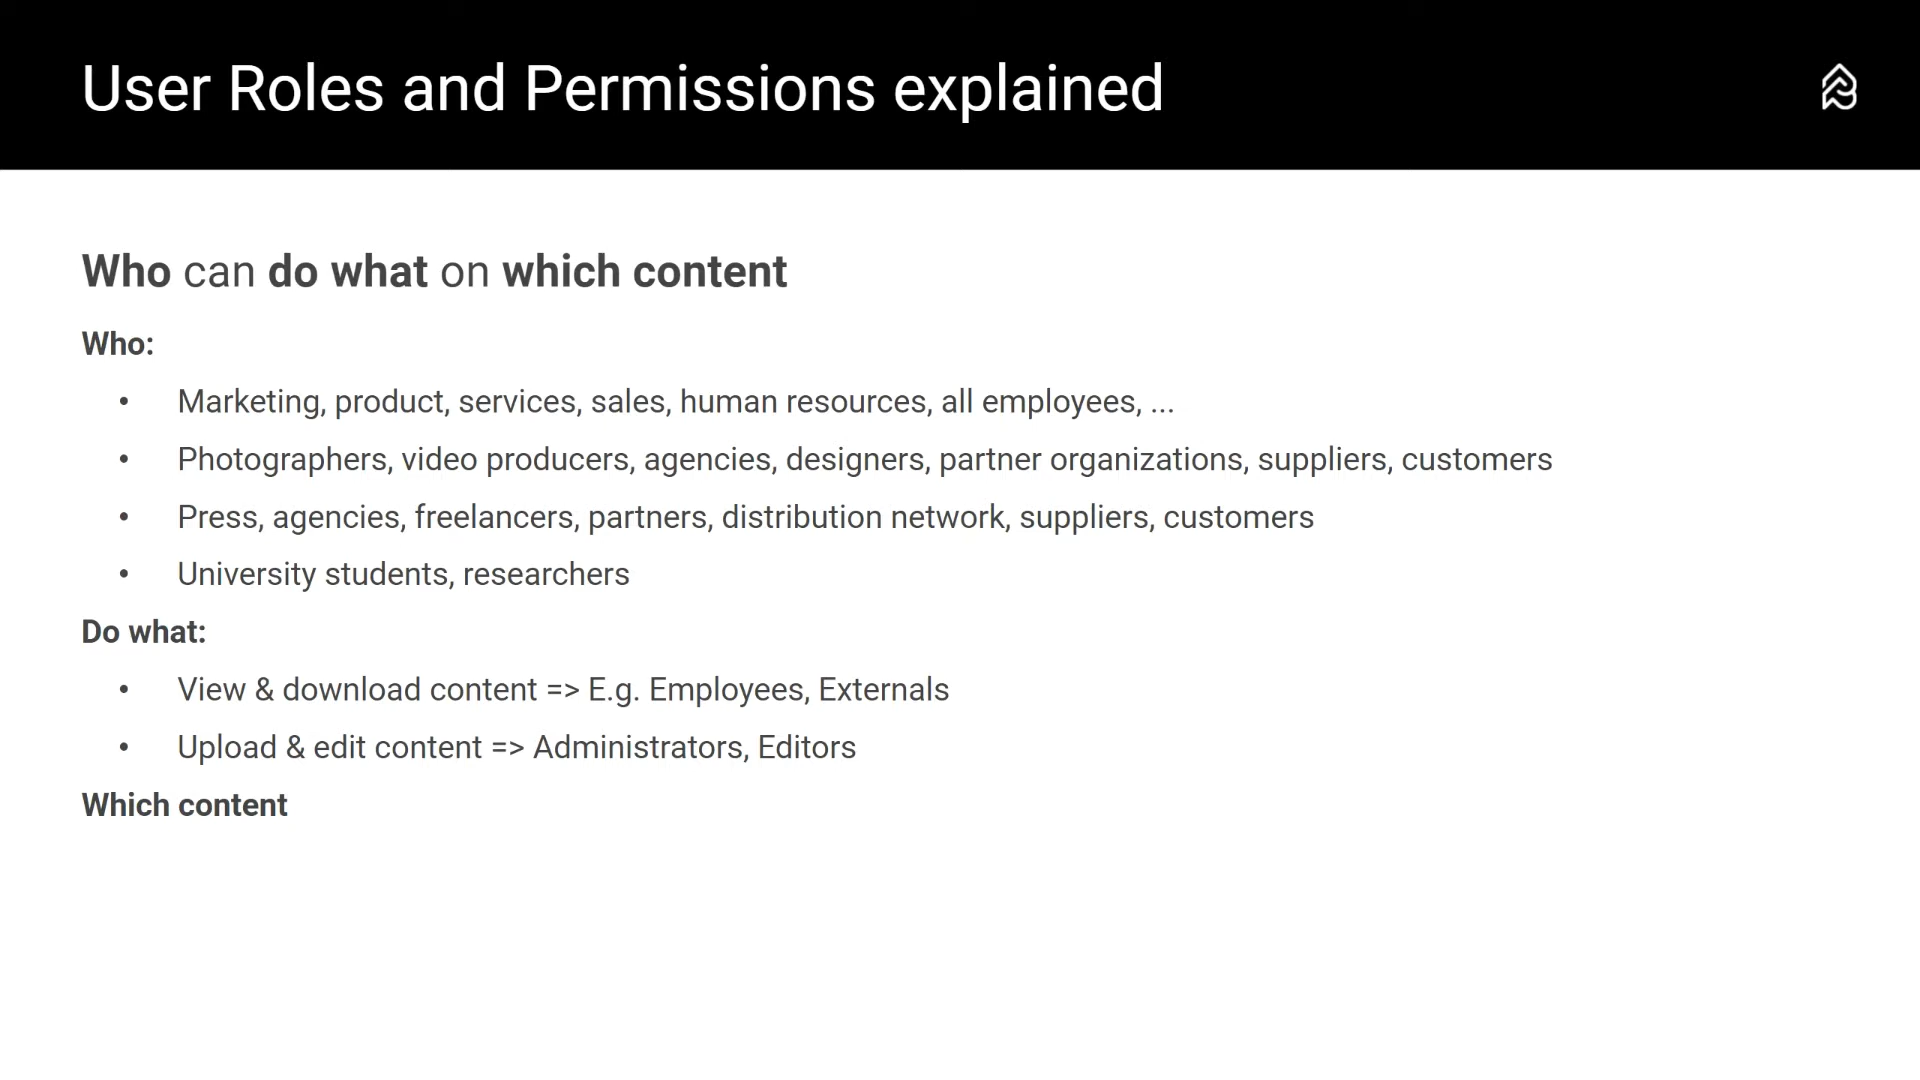 User Roles and Permissions explained
Who can do what on which content
Who:
• Marketing, product, services, sales, human resources, all employees, ...
• Photographers, video producers, agencies, designers, partner organizations, suppliers, customers
• Press, agencies, freelancers, partners, distribution network, suppliers, customers
• University students, researchers
Do what:
• View & download content => E.g. Employees, Externals
• Upload & edit content => Administrators, Editors
Which content